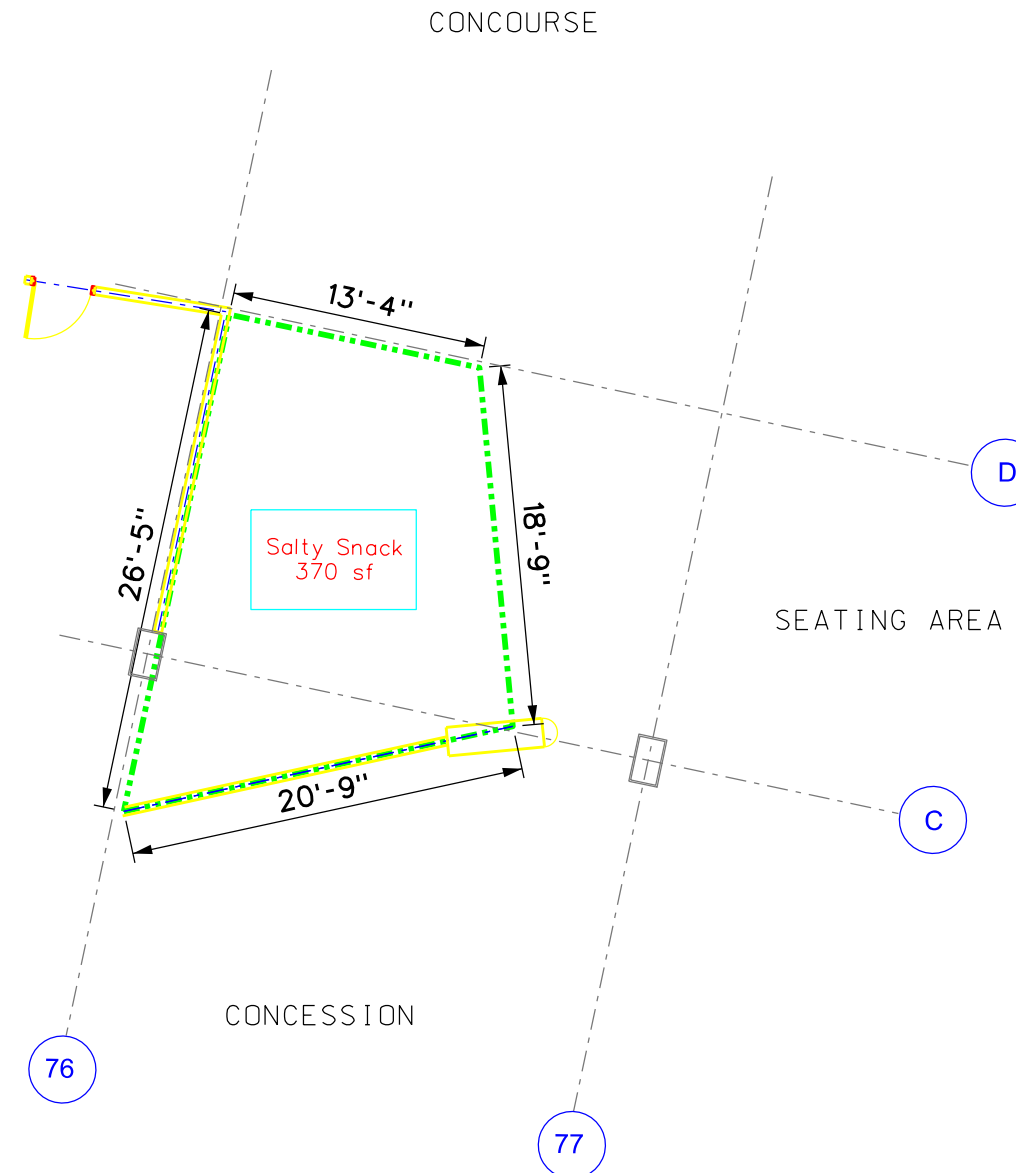 CONCOURSE
13'-4"
D
26'-5"
18'-9"
Salty Snack
370 sf
SEATING AREA
20'-9"
C
CONCESSION
76
77